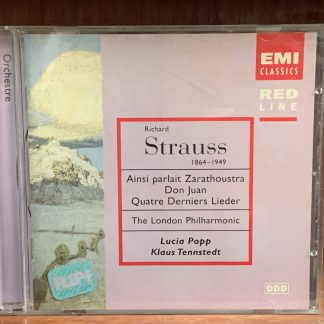 Orchestre
EMI
CLASSICS
RED
LINE
Richard
Strauss
1864-1949
Ainsi parlait Zarathoustra
Don Juan
Quatre Derniers Lieder
The London Philharmonic
Lucia Popp
Klaus Tennstedt
DDD